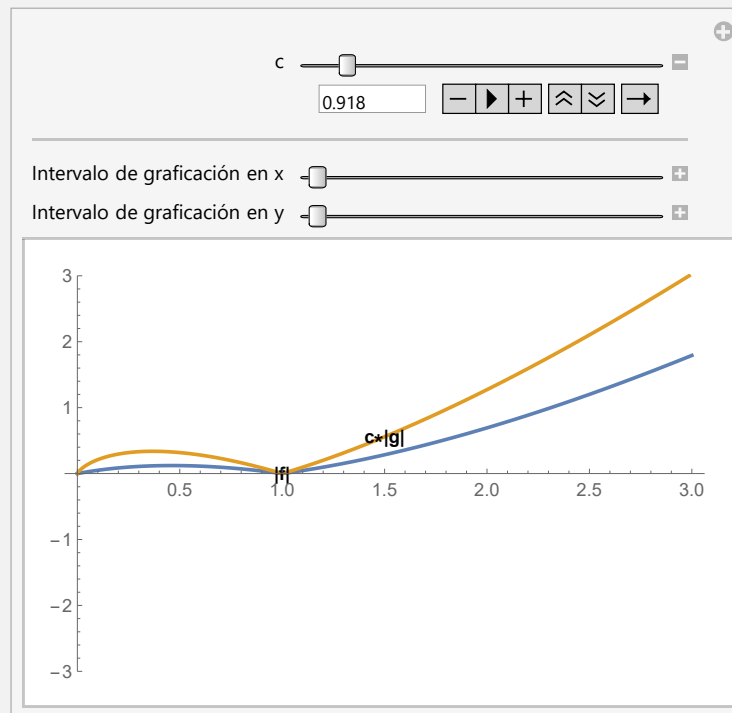 c
0.918
Intervalo de graficación en x
Intervalo de graficación en y
3
2
1
c*|g|
|f|
0.5 1.0 1.5 2.0 2.5 3.0
-1
-2
-3